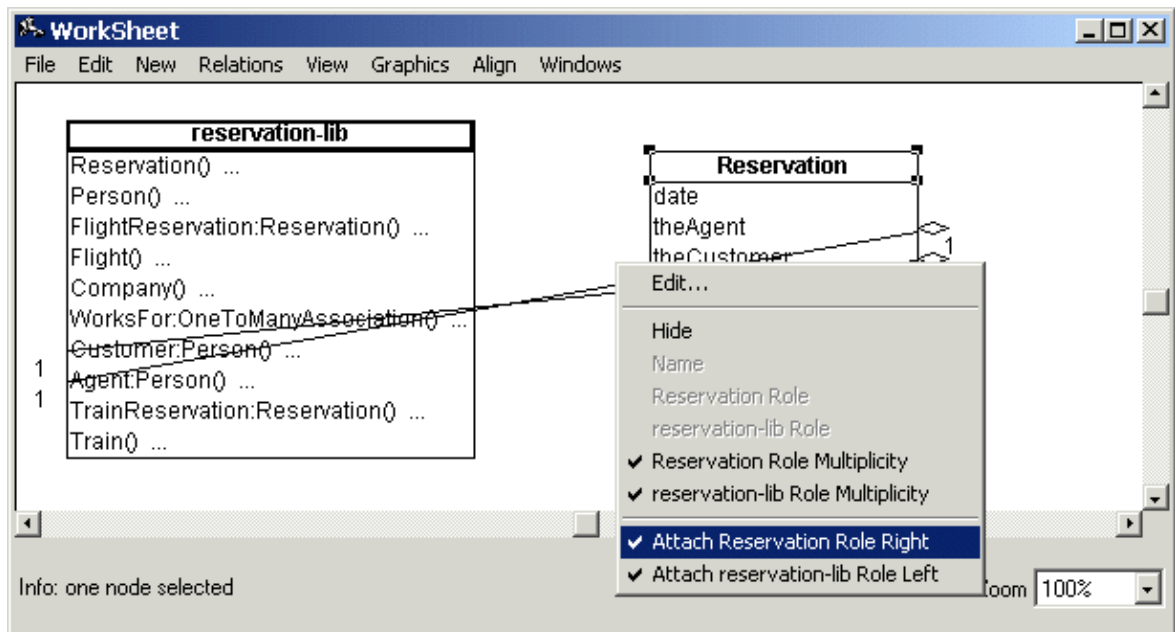 WorkSheet
File Edit New Relations View Graphics Align Windows
reservation-lib
Reservation() ...
Person() ...
FlightReservation:Reservation() ...
Flight() ...
Company() ...
WorksFor:OneToManyAssociation() ...
Customer:Person() ...
Agent:Person() ...
TrainReservation:Reservation() ...
Train() ...
1
1
Reservation
date
theAgent
theCustomer
1
Edit...
Hide
Name
Reservation Role
reservation-lib Role
Reservation Role Multiplicity
reservation-lib Role Multiplicity
Attach Reservation Role Right
Attach reservation-lib Role Left
Info: one node selected
oom 100%